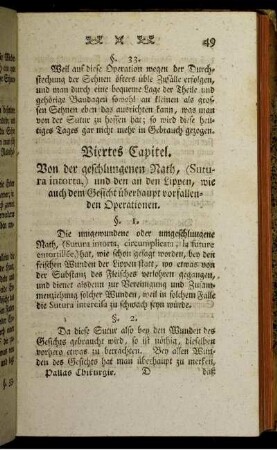 49
§. 33.
Weil auf diese Operation wegen der Durch-
stechung der Sehnen öfters üble Zufälle erfolgen,
und man durch eine bequeme Lage der Theile und
gehörige Bandagen sowohl an kleinen als gros
sen Sehnen eben das ausrichten kann, was man
von der Sutur zu hoffen hat; so wird diese heu-
tiges Tages gar nicht mehr in Gebrauch gezogen.
Viertes Capitel.
Von der geschlungenen Nath, (Sutu
ra intorta,) und den an den Lippen, wie
auch dem Gesicht überhaupt vorfallen-
den Operationen.
§. 1.
Die umgewundene oder umgeschlungene
Nath, (Sutura intorta, circumplicata, la suture
entortillée) hat, wie schon gesagt worden, bey den
frischen Wunden der Lippen statt, wo etwas von
der Substanz des Fleisches verlohren gegangen,
und dienet alsdenn zur Vereinigung und Zusam-
menziehung solcher Wunden, weil in solchem Falle
die Sutura intercisa zu schwach seyn würde.
§. 2.
Da diese Sutur also bey den Wunden des
Gesichts gebraucht wird, so ist nöthig, dieselben
vorher etwas zu betrachten. Bey allen Wun-
den des Gesichts hat man überhaupt zu merken,
Pallas Chirurgie. D daß